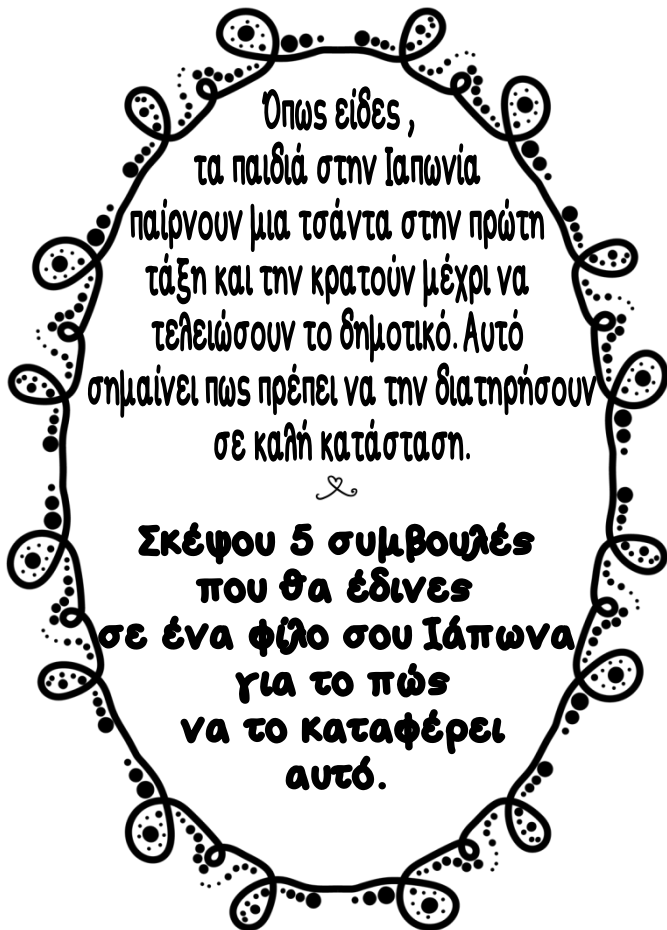 Όπως είδες ,
τα παιδιά στην Ιαπωνία
παίρνουν μια τσάντα στην πρώτη
τάξη και την κρατούν μέχρι να
τελειώσουν το δημοτικό. Αυτό
σημαίνει πως πρέπει να την διατηρήσουν
σε καλή κατάσταση.
Σκέψου 5 συμβουλές
που θα έδινες
σε ένα φίλο σου Ιάπωνα
για το πώς
να το καταφέρει
αυτό.